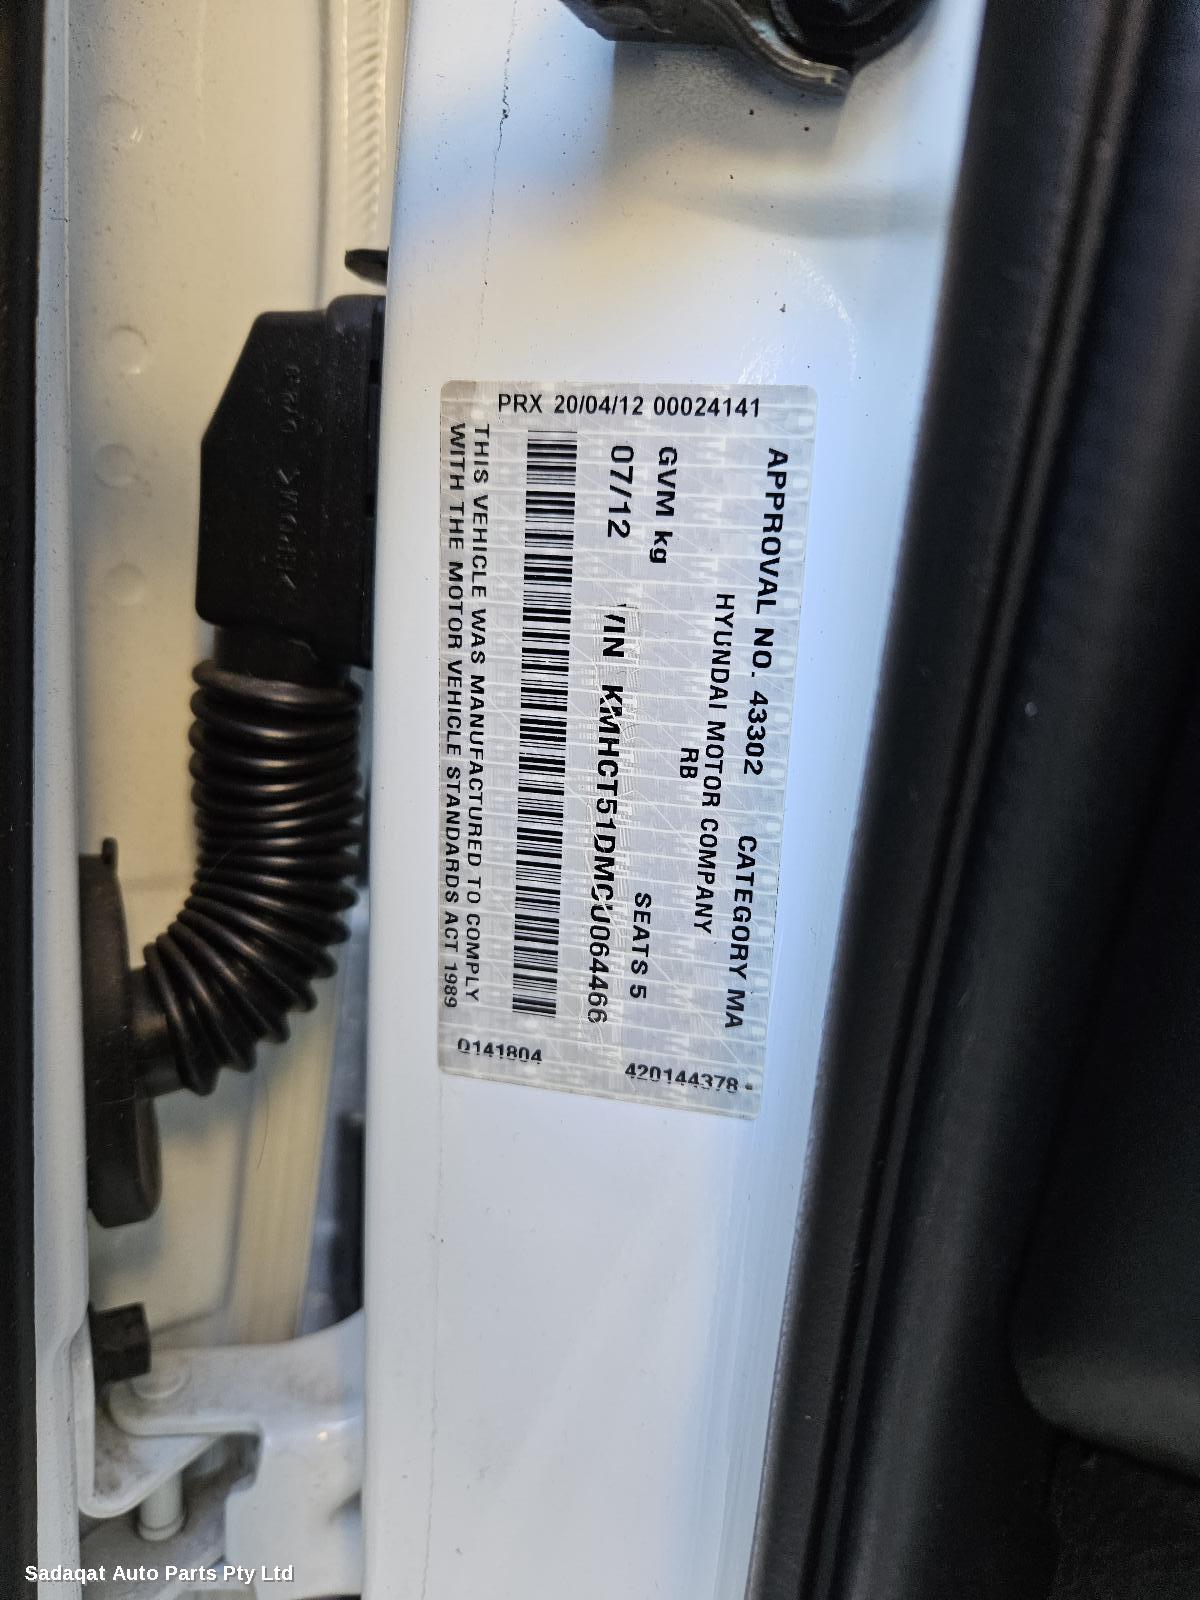 PRX 20/04/12 00024141
APPROVAL NO. 43302 CATEGORY MA
HYUNDAI MOTOR COMPANY
RB
GVM kg SEATS 5
07/12 VIN KMHCT51DMCU064466
THIS VEHICLE WAS MANUFACTURED TO COMPLY
WITH THE MOTOR VEHICLE STANDARDS ACT 1989
0141804
420144378
Sadaqat Auto Parts Pty Ltd